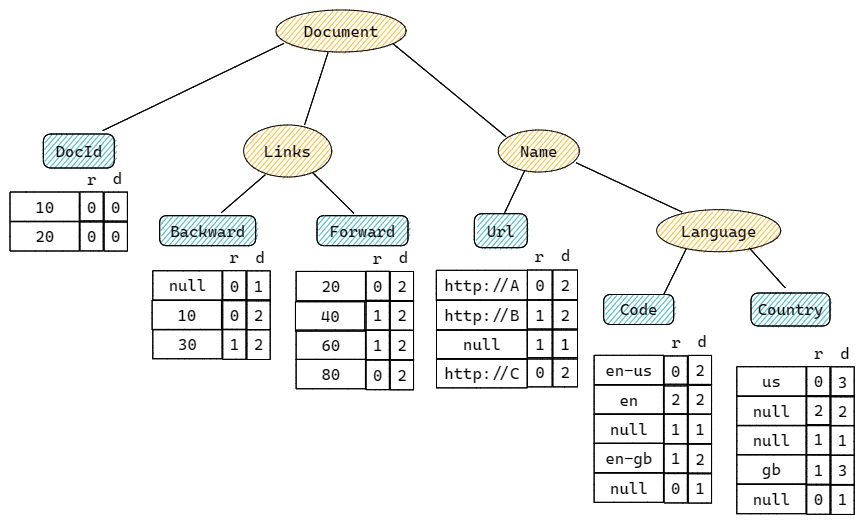 Document
DocId
Links
Name
r d
10 0 0
20 0 0
Backward
r d
null 0 1
10 0 2
30 1 2
Forward
r d
20 0 2
40 1 2
60 1 2
80 0 2
Url
r d
http://A 0 2
http://B 1 2
null 1 1
http://C 0 2
Language
Code
r d
en-us 0 2
en 2 2
null 1 1
en-gb 1 2
null 0 1
Country
r d
us 0 3
null 2 2
null 1 1
gb 1 3
null 0 1